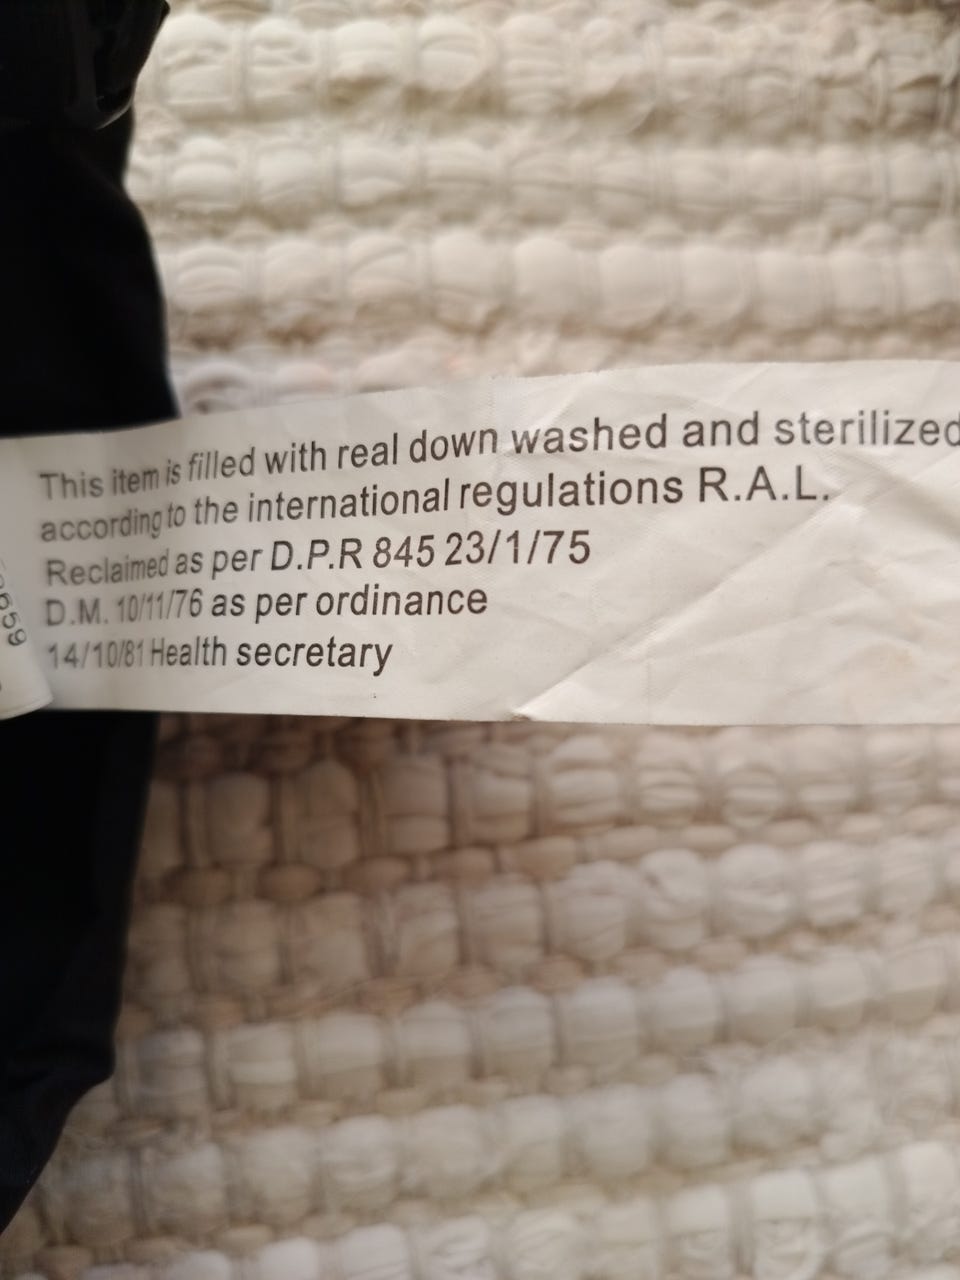 This item is filled with real down washed and sterilized
according to the international regulations R.A.L.
Reclaimed as per D.P.R 845 23/1/75
D.M. 10/11/76 as per ordinance
14/10/81 Health secretary